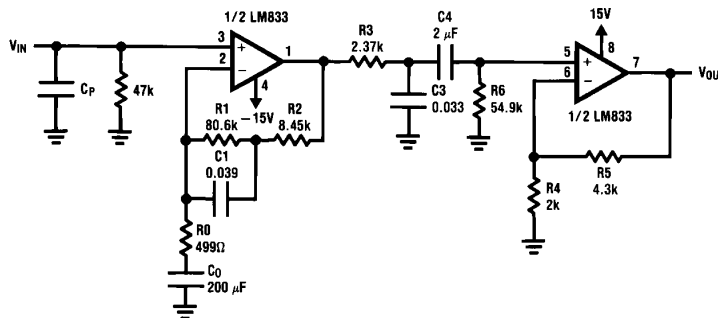 1/2 LM833
VIN
3
2
+
−
1
4
−15V
CP
47k
R1
80.6k
R2
8.45k
C1
0.039
R0
499Ω
C0
200 μF
R3
2.37k
C4
2 μF
C3
0.033
R6
54.9k
15V
8
5
6
+
−
7
1/2 LM833
R5
4.3k
R4
2k